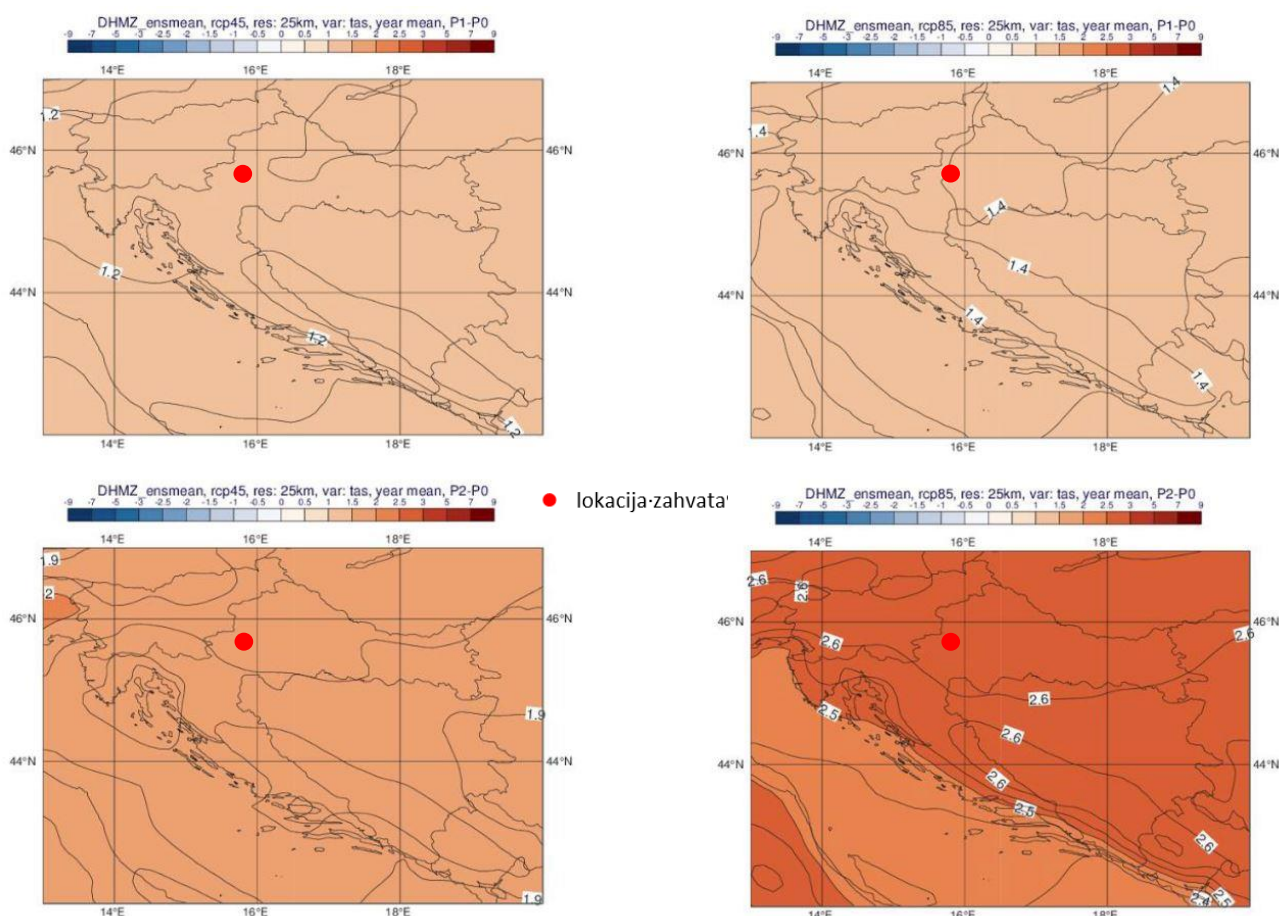 DHMZ_ensmean, rcp45, res: 25km, var: tas, year mean, P1-P0
-9 -7 -5 -3 -2.5 -2 -1.5 -1 -0.5 0 0.5 1 1.5 2 2.5 3 5 7 9
14°E 16°E 18°E
1.2
46°N 46°N
1.2
44°N 44°N
1.2
1.2
14°E 16°E 18°E
DHMZ_ensmean, rcp85, res: 25km, var: tas, year mean, P1-P0
-9 -7 -5 -3 -2.5 -2 -1.5 -1 -0.5 0 0.5 1 1.5 2 2.5 3 5 7 9
14°E 16°E 18°E
1.4
1.4
46°N 46°N
1.4
1.4
44°N 44°N
1.4
1.4
14°E 16°E 18°E
DHMZ_ensmean, rcp45, res: 25km, var: tas, year mean, P2-P0
-9 -7 -5 -3 -2.5 -2 -1.5 -1 -0.5 0 0.5 1 1.5 2 2.5 3 5 7 9
14°E 16°E 18°E
1.9
2
46°N 46°N
1.9
44°N 44°N
1.9
14°E 16°E 18°E
lokacija·zahvata
DHMZ_ensmean, rcp85, res: 25km, var: tas, year mean, P2-P0
-9 -7 -5 -3 -2.5 -2 -1.5 -1 -0.5 0 0.5 1 1.5 2 2.5 3 5 7 9
14°E 16°E 18°E
2.6
2.6
46°N 46°N
2.6 2.6
2.6
2.5
2.6
44°N 44°N
2.6
2.5
2.6
2.5
2.4
14°E 16°E 18°E